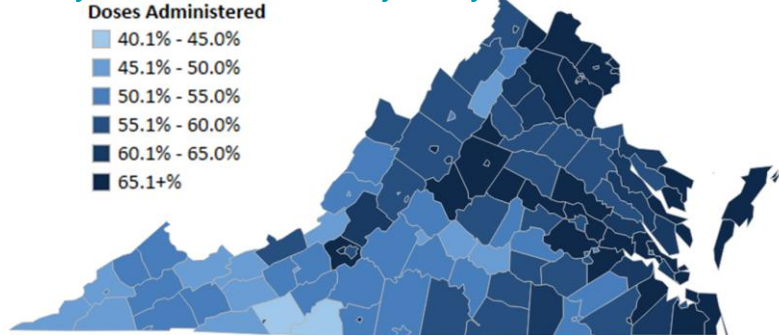 Doses Administered
40.1% - 45.0%
45.1% - 50.0%
50.1% - 55.0%
55.1% - 60.0%
60.1% - 65.0%
65.1+%